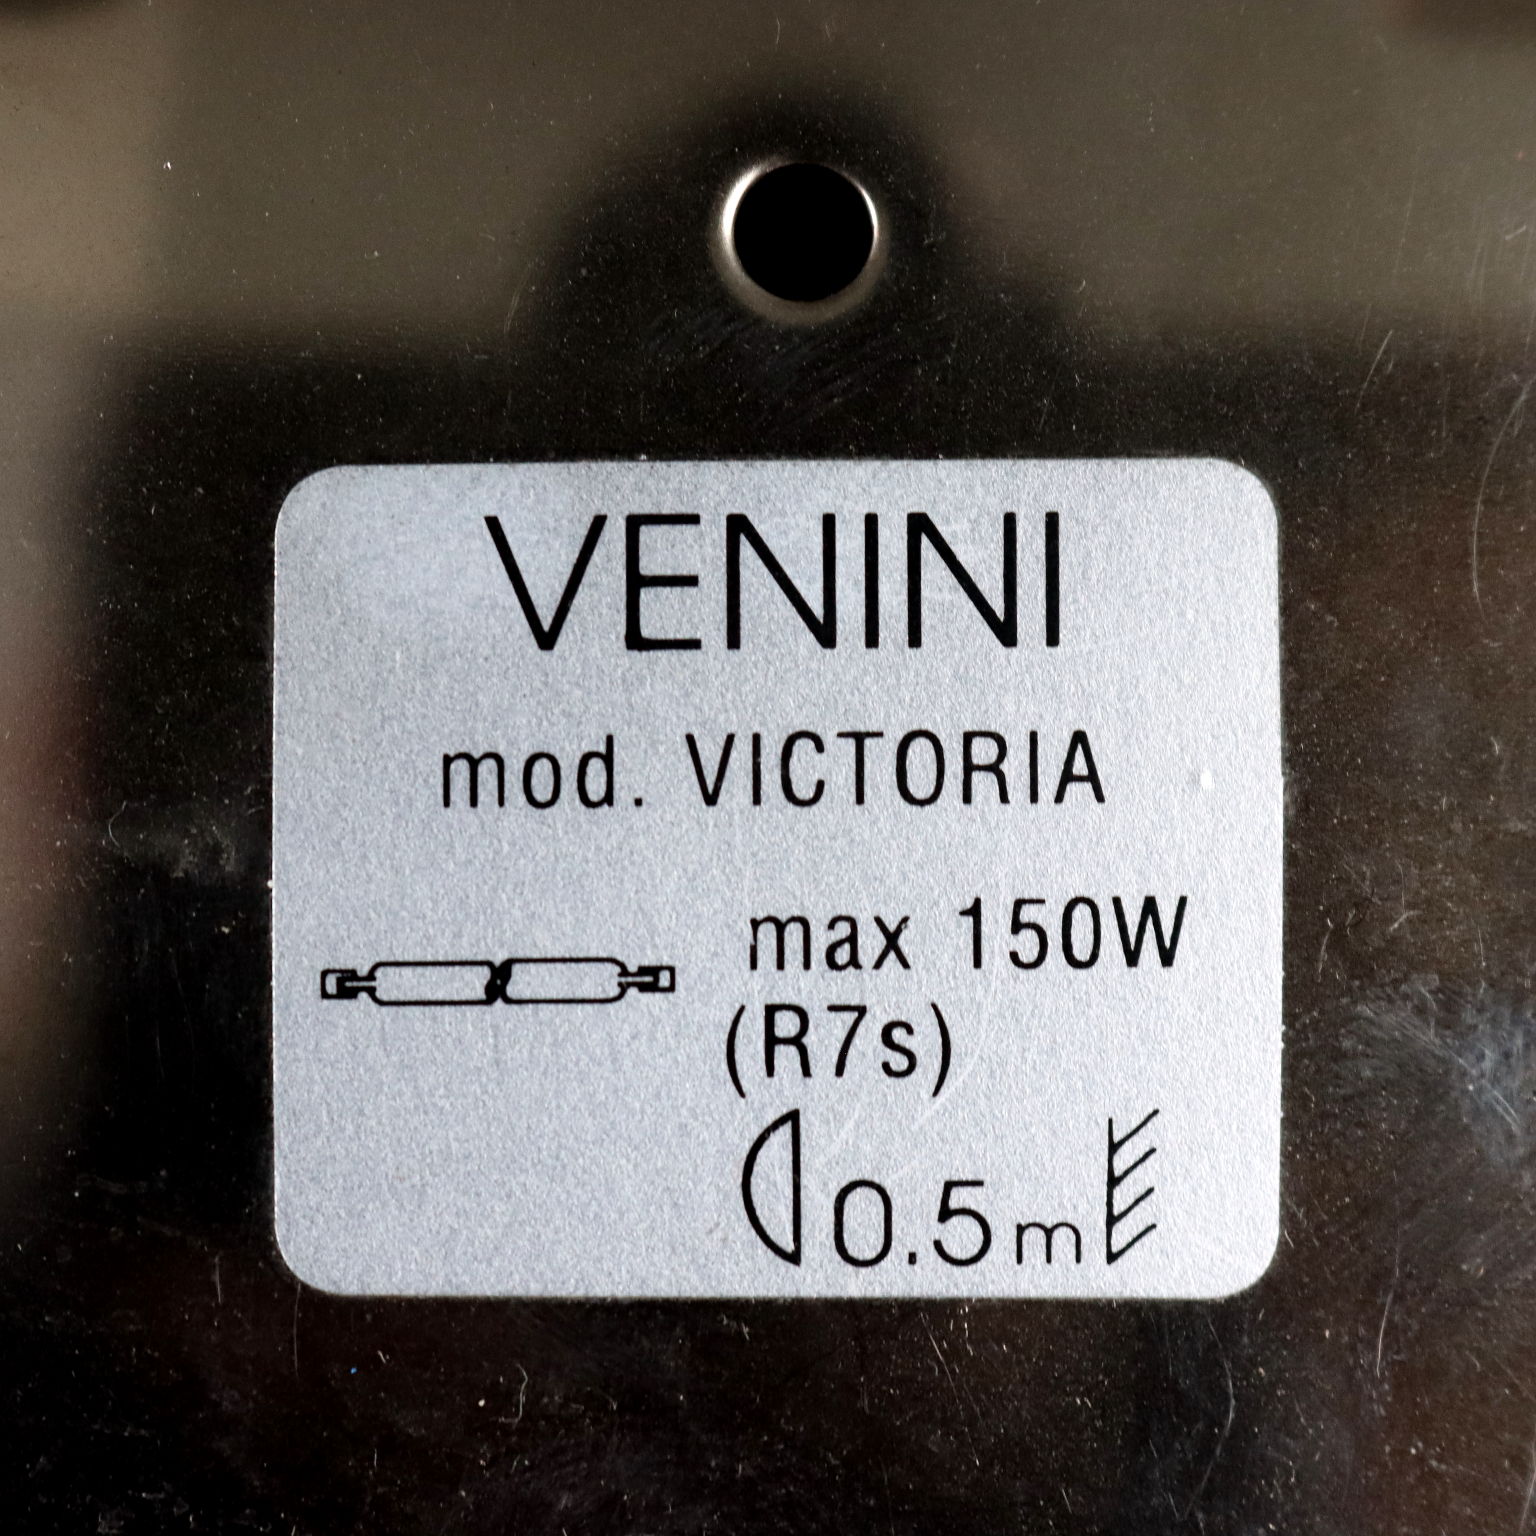 VENINI
mod. VICTORIA
max 150W
(R7s)
0.5m